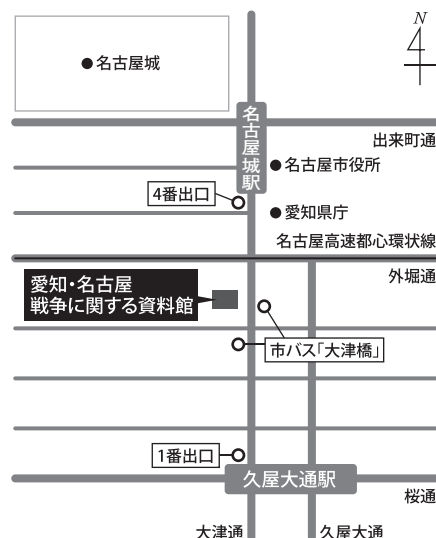 N
名古屋城
名古屋城駅
出来町通
名古屋市役所
4番出口
愛知県庁
名古屋高速都心環状線
外堀通
愛知・名古屋
戦争に関する資料館
市バス「大津橋」
1番出口
久屋大通駅
桜通
大津通
久屋大通